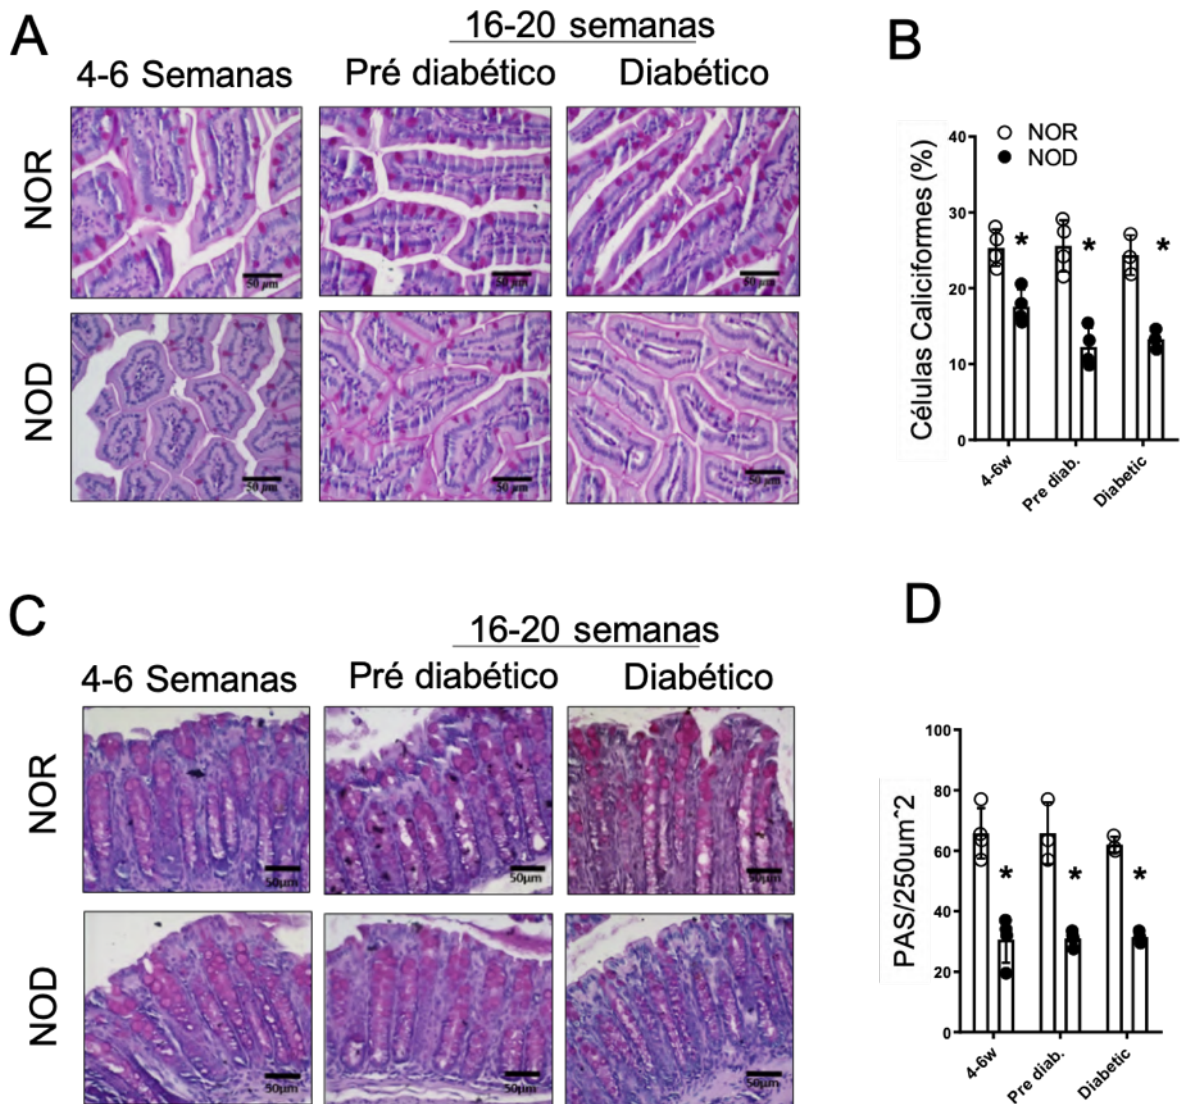 A
16-20 semanas
4-6 Semanas
Pré diabético
Diabético
NOR
50 µm
50 µm
50 µm
NOD
50 µm
50 µm
50 µm
B
Células Caliciformes (%)
40
30
20
10
0
NOR
NOD
*
*
*
4-6w
Pre diab.
Diabetic
C
16-20 semanas
4-6 Semanas
Pré diabético
Diabético
NOR
50µm
50µm
50µm
NOD
50µm
50µm
50µm
D
PAS/250um^2
100
80
60
40
20
0
*
*
*
4-6w
Pre diab.
Diabetic